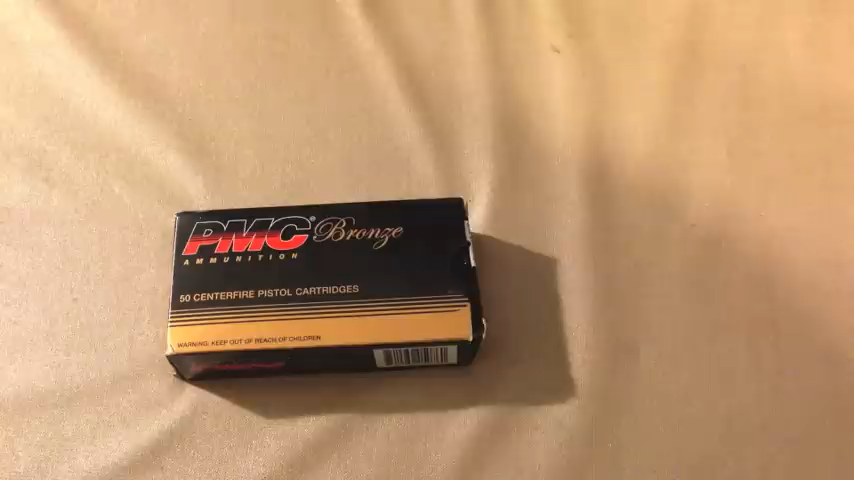 PMC® Bronze
AMMUNITION
50 CENTERFIRE PISTOL CARTRIDGES
WARNING: KEEP OUT OF REACH OF CHILDREN